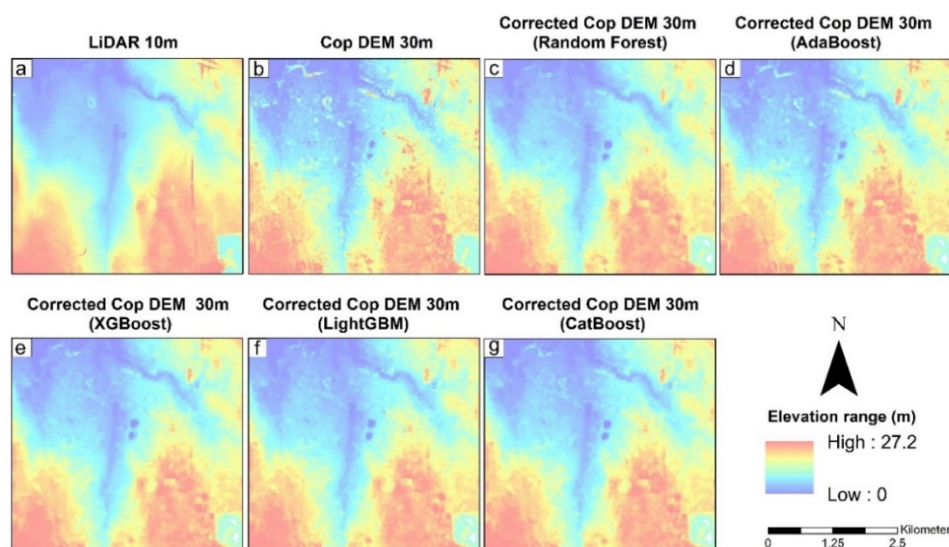 LiDAR 10m
Cop DEM 30m
Corrected Cop DEM 30m
(Random Forest)
Corrected Cop DEM 30m
(AdaBoost)
a
b
c
d
Corrected Cop DEM 30m
(XGBoost)
Corrected Cop DEM 30m
(LightGBM)
Corrected Cop DEM 30m
(CatBoost)
e
f
g
N
Elevation range (m)
High : 27.2
Low : 0
Kilometer
0 1.25 2.5